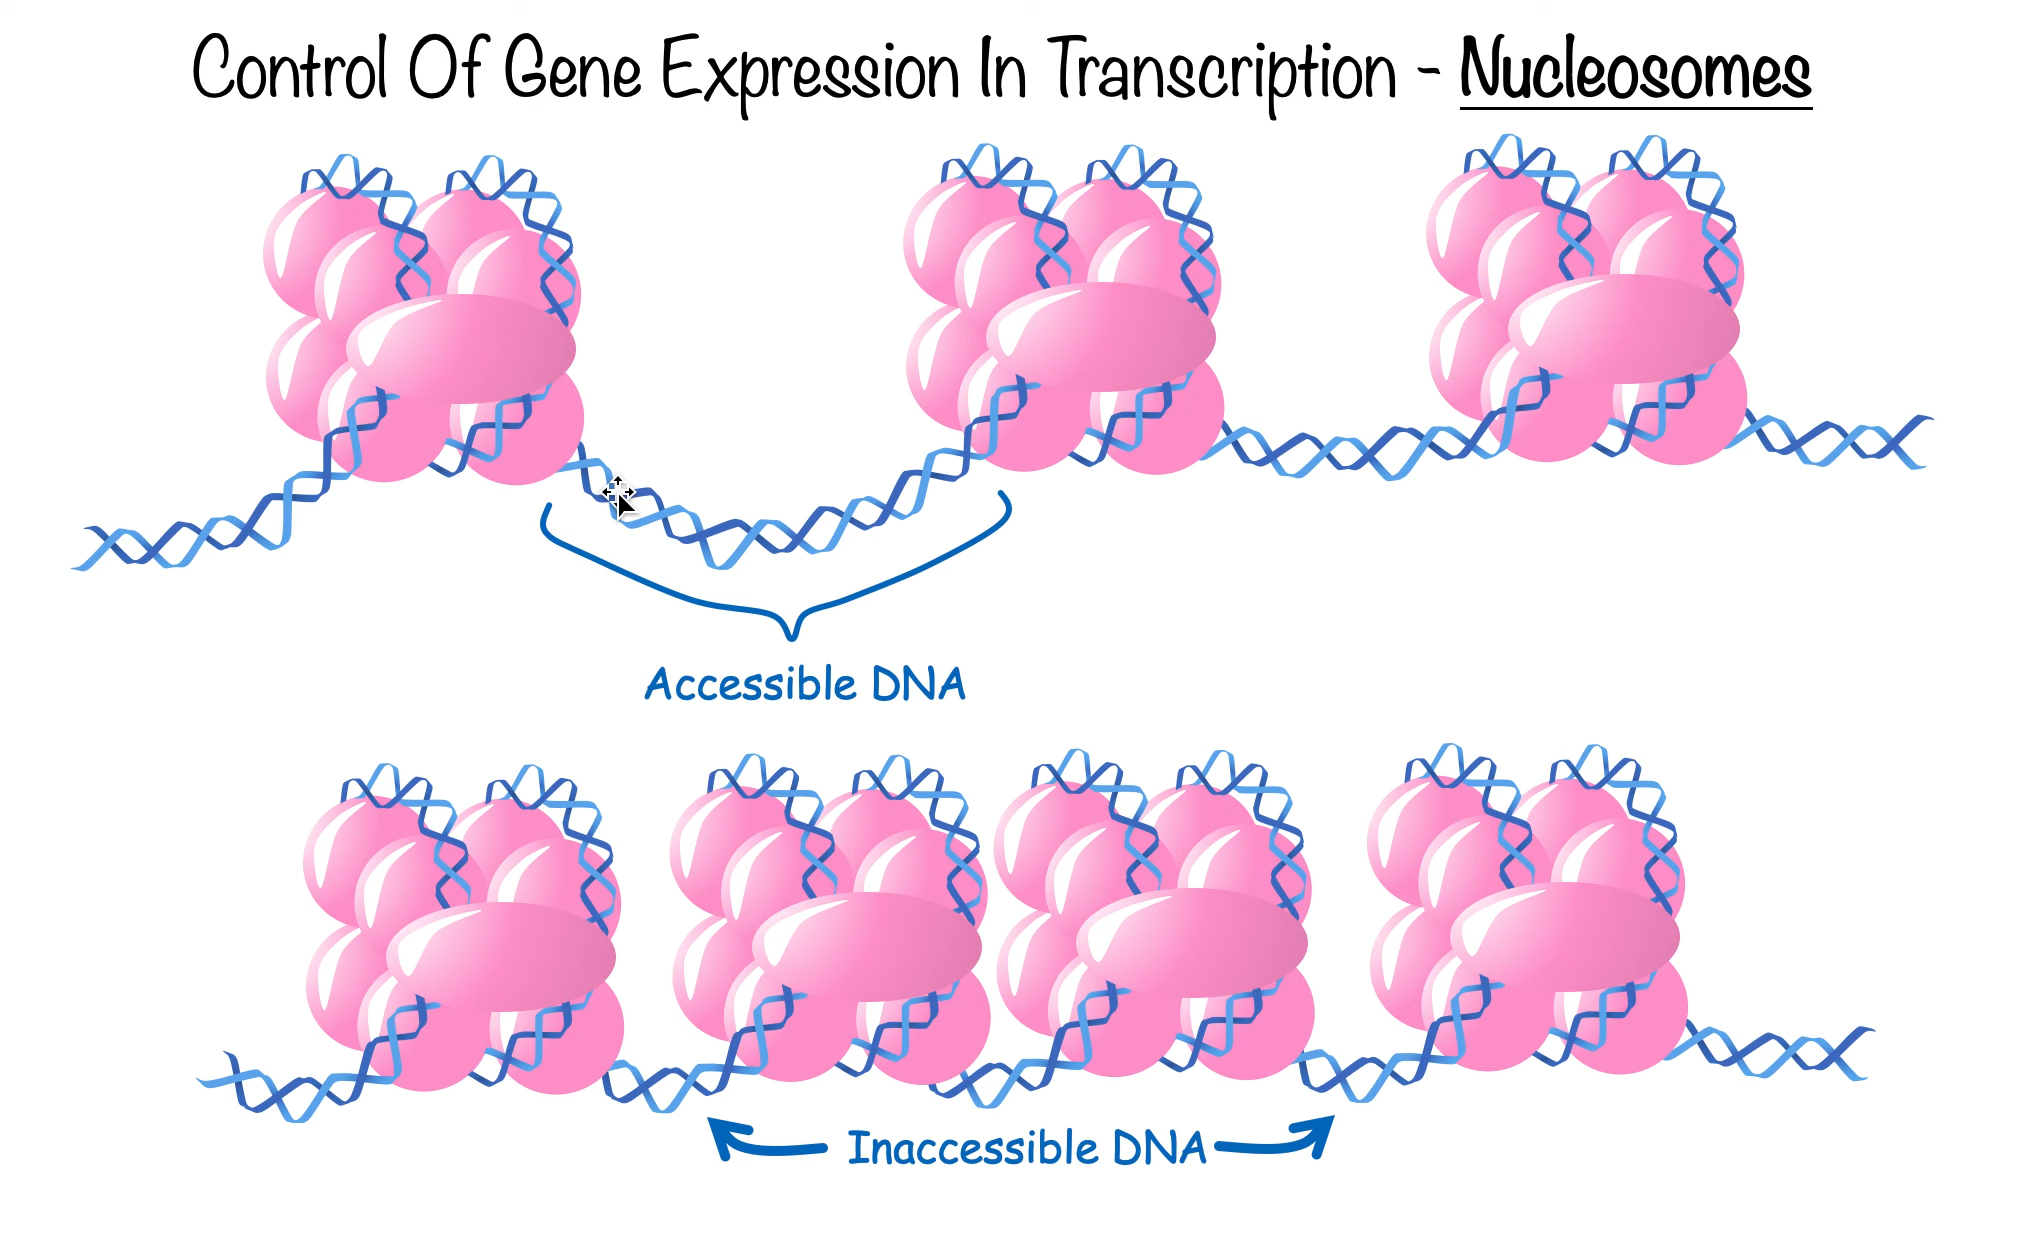 Control Of Gene Expression In Transcription - Nucleosomes
Accessible DNA
Inaccessible DNA